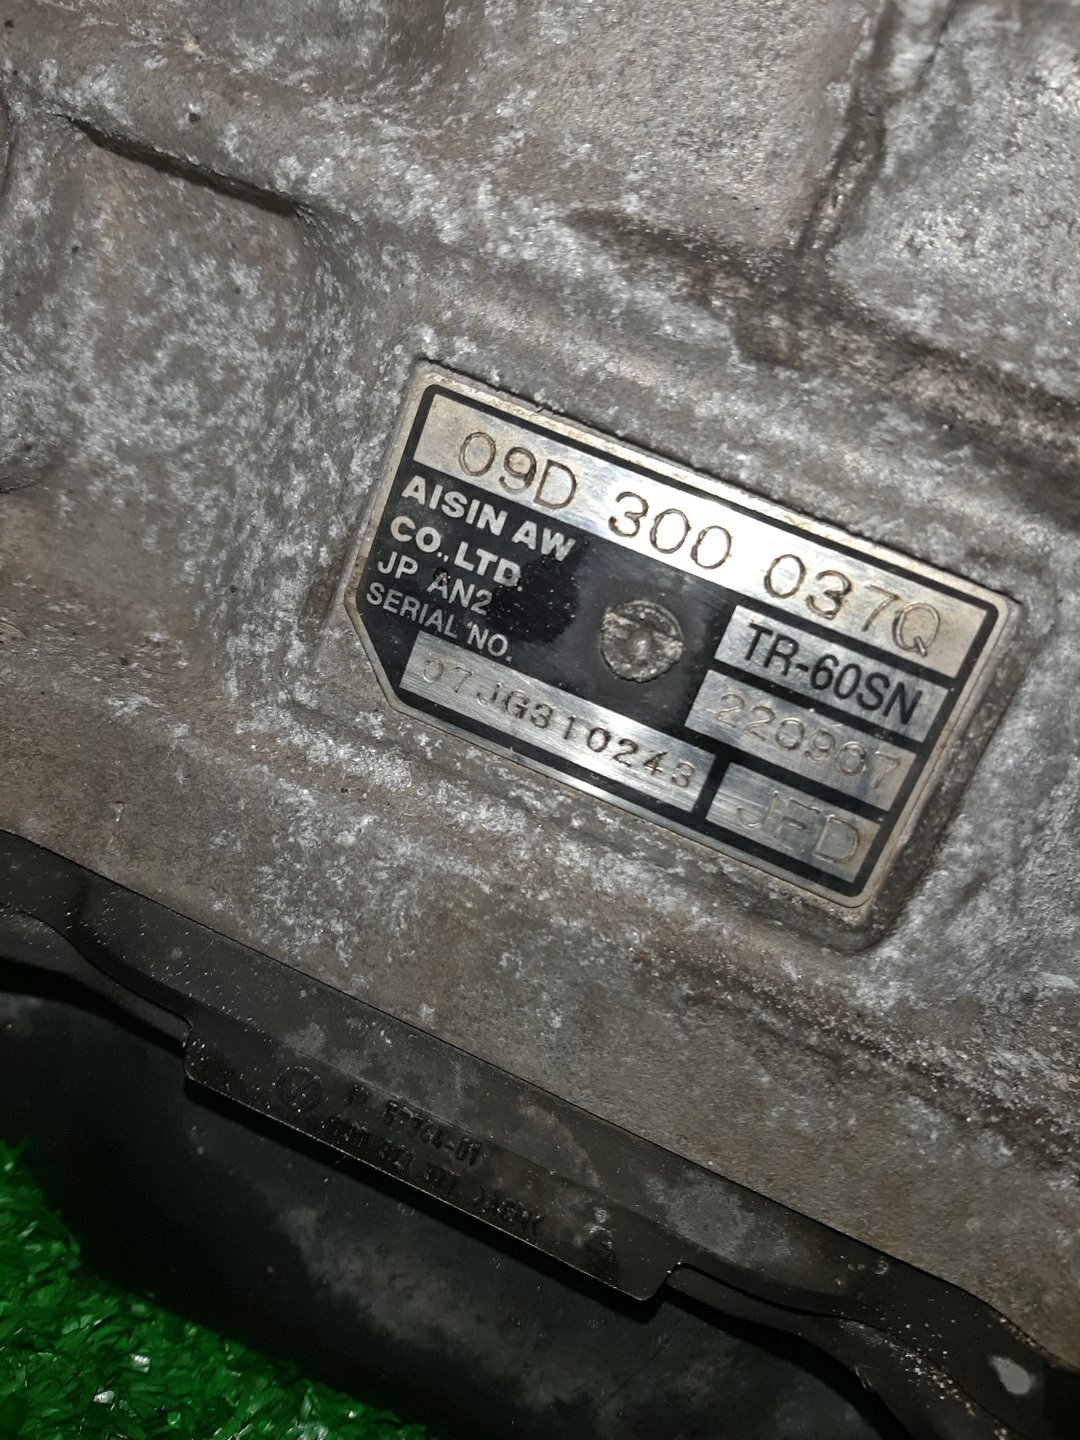 09D 300 037Q
AISIN AW
CO., LTD.
JP AN2
SERIAL NO.
07JG310243
TR-60SN
220907
JFD